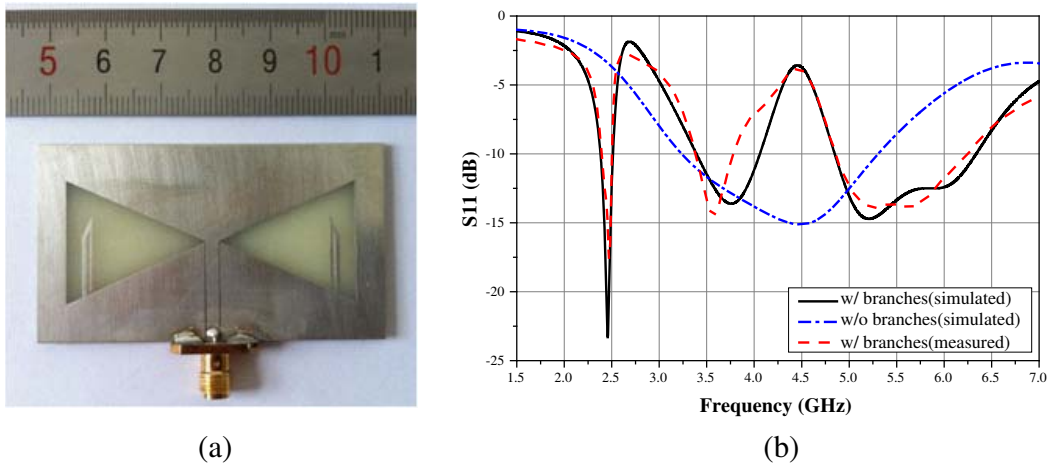 5 6 7 8 9 10 1
(a)
0
-5
-10
-15
-20
-25
S11 (dB)
w/ branches(simulated)
w/o branches(simulated)
w/ branches(measured)
1.5 2.0 2.5 3.0 3.5 4.0 4.5 5.0 5.5 6.0 6.5 7.0
Frequency (GHz)
(b)